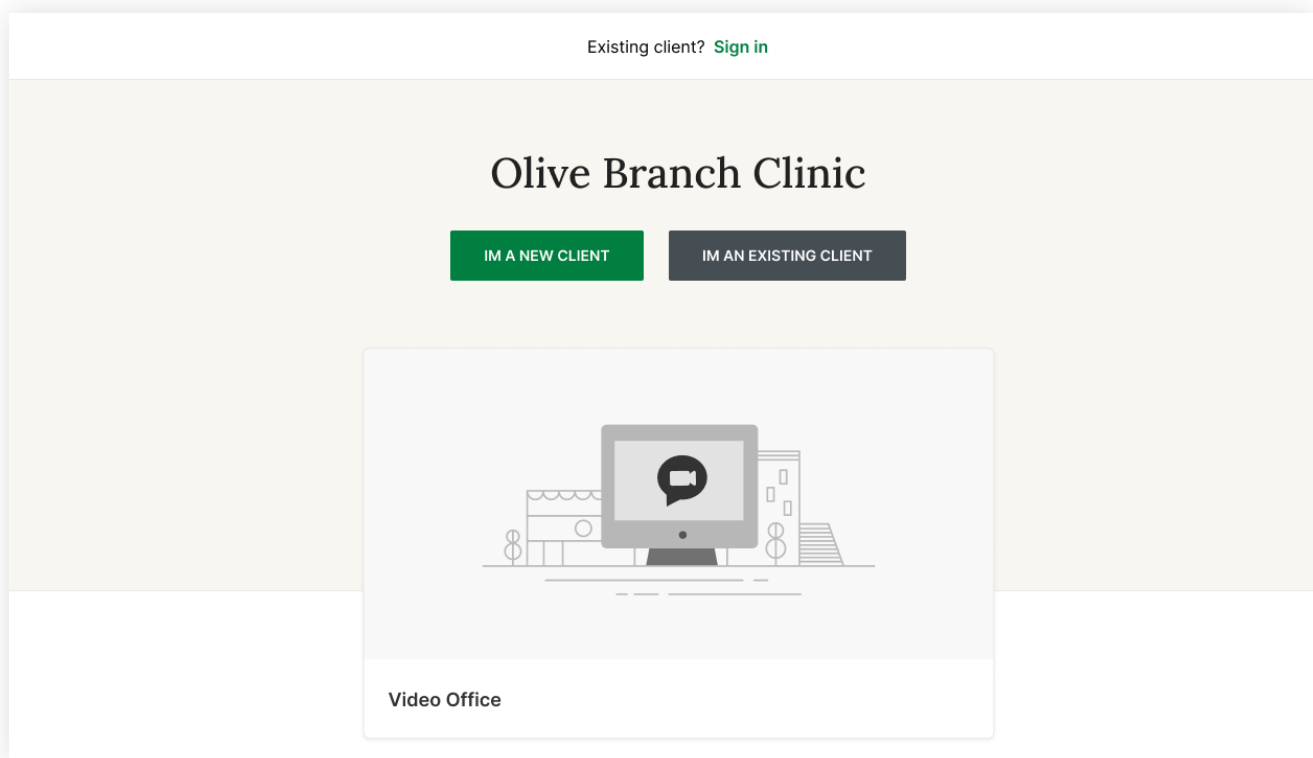 Existing client? Sign in
Olive Branch Clinic
IM A NEW CLIENT
IM AN EXISTING CLIENT
Video Office